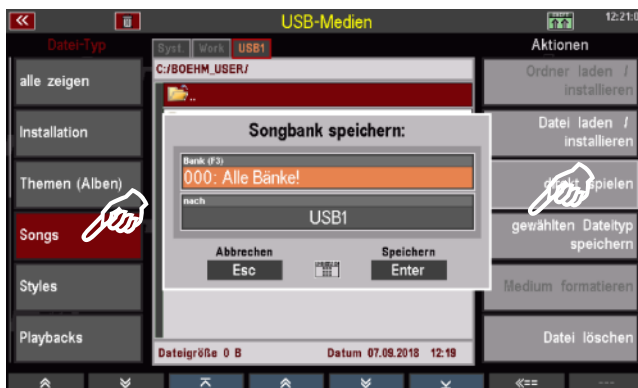 USB-Medien
12:21:0
Datei-Typ
Syst. Work USB1
Aktionen
C:/BOEHM_USER/
..
alle zeigen
Installation
Themen (Alben)
Songs
Styles
Playbacks
Songbank speichern:
Bank (F3)
000: Alle Bänke!
nach
USB1
Abbrechen
Esc
Speichern
Enter
Dateigröße 0 B
Datum 07.09.2018 12:19
Ordner laden /
installieren
Datei laden /
installieren
direkt spielen
gewählten Dateityp
speichern
Medium formatieren
Datei löschen
«==
---